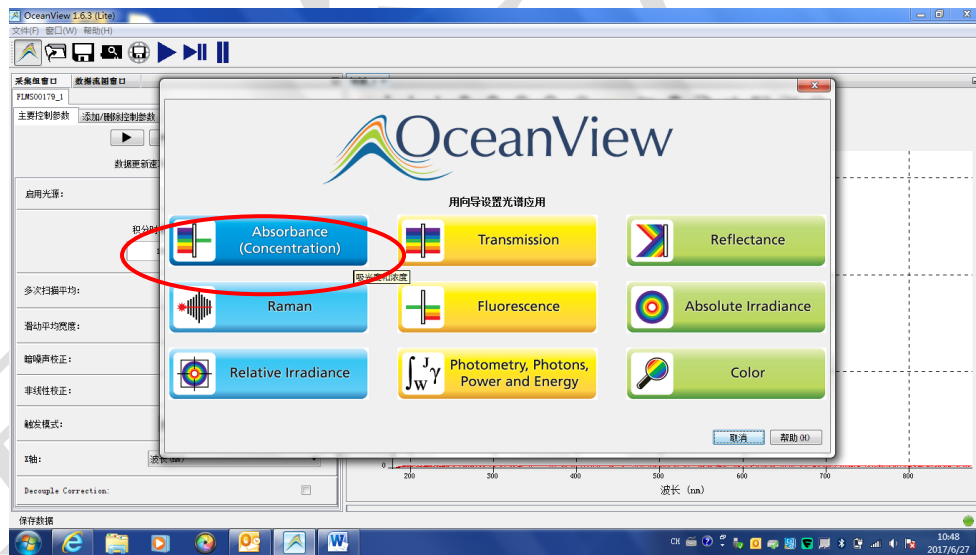 OceanView 1.6.3 (Lite)
文件(F) 窗口(W) 帮助(H)
采集组窗口 数据流图窗口
FLMS00179_1
主要控制参数 添加/删除控制参数
数据更新速
启用光源:
积分时
多次扫描平均:
滑动平均宽度:
暗噪声校正:
非线性校正:
触发模式:
X轴:
波长 (nm)
Decouple Correction:
保存数据
OceanView
用向导设置光谱应用
Absorbance
(Concentration)
Transmission
Reflectance
吸光度和浓度
Raman
Fluorescence
Absolute Irradiance
Relative Irradiance
∫ J W γ
Photometry, Photons,
Power and Energy
Color
取消 帮助(H)
0
200 300 400 500 600 700 800
波长 (nm)
CH
10:48
2017/6/27